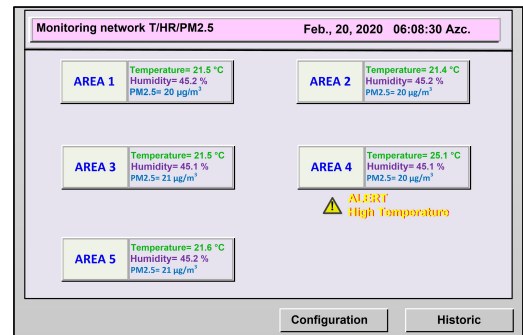 Monitoring network T/HR/PM2.5
Feb., 20, 2020 06:08:30 Azc.
AREA 1
Temperature= 21.5 °C
Humidity= 45.2 %
PM2.5= 20 µg/m³
AREA 2
Temperature= 21.4 °C
Humidity= 45.2 %
PM2.5= 20 µg/m³
AREA 3
Temperature= 21.5 °C
Humidity= 45.1 %
PM2.5= 21 µg/m³
AREA 4
Temperature= 25.1 °C
Humidity= 45.1 %
PM2.5= 20 µg/m³
ALERT
High Temperature
AREA 5
Temperature= 21.6 °C
Humidity= 45.2 %
PM2.5= 21 µg/m³
Configuration
Historic